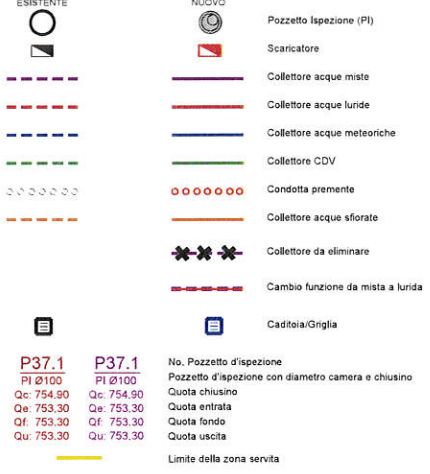 ESISTENTE NUOVO
Pozzetto Ispezione (PI)
Scaricatore
Collettore acque miste
Collettore acque luride
Collettore acque meteoriche
Collettore CDV
Condotta premente
Collettore acque sfiorate
Collettore da eliminare
Cambio funzione da mista a lurida
Caditoia/Griglia
P37.1 P37.1 No. Pozzetto d'ispezione
PI Ø100 PI Ø100 Pozzetto d'ispezione con diametro camera e chiusino
Qc: 754.90 Qc: 754.90 Quota chiusino
Qe: 753.30 Qe: 753.30 Quota entrata
Qf: 753.30 Qf: 753.30 Quota fondo
Qu: 753.30 Qu: 753.30 Quota uscita
Limite della zona servita